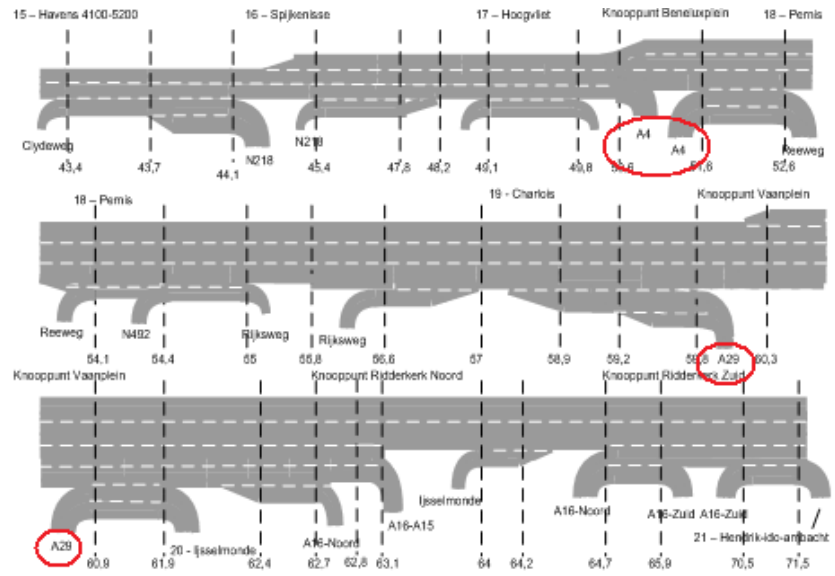 15 – Havens 4100-5200 16 – Spijkenisse 17 – Hoogvliet Knooppunt Beneluxplein 18 – Pernis
Clydeweg N218 N218 A4 A4 Reeweg
43,4 43,7 44,1 45,4 47,8 48,2 49,1 49,8 50,6 51,6 52,6
18 – Pernis 19 - Charlois Knooppunt Vaanplein
Reeweg N492 Rijksweg Rijksweg
54,1 54,4 55 55,8 56,6 57 58,9 59,2 59,8 A29 60,3
Knooppunt Vaanplein Knooppunt Ridderkerk Noord Knooppunt Ridderkerk Zuid
Ijsselmonde A16-Noord A16-Zuid A16-Zuid
A16-A15
A29 20 - Ijsselmonde A16-Noord 21 – Hendrik-ido-ambacht
60,9 61,9 62,4 62,7 62,8 63,1 64 64,2 64,7 65,9 70,5 71,5